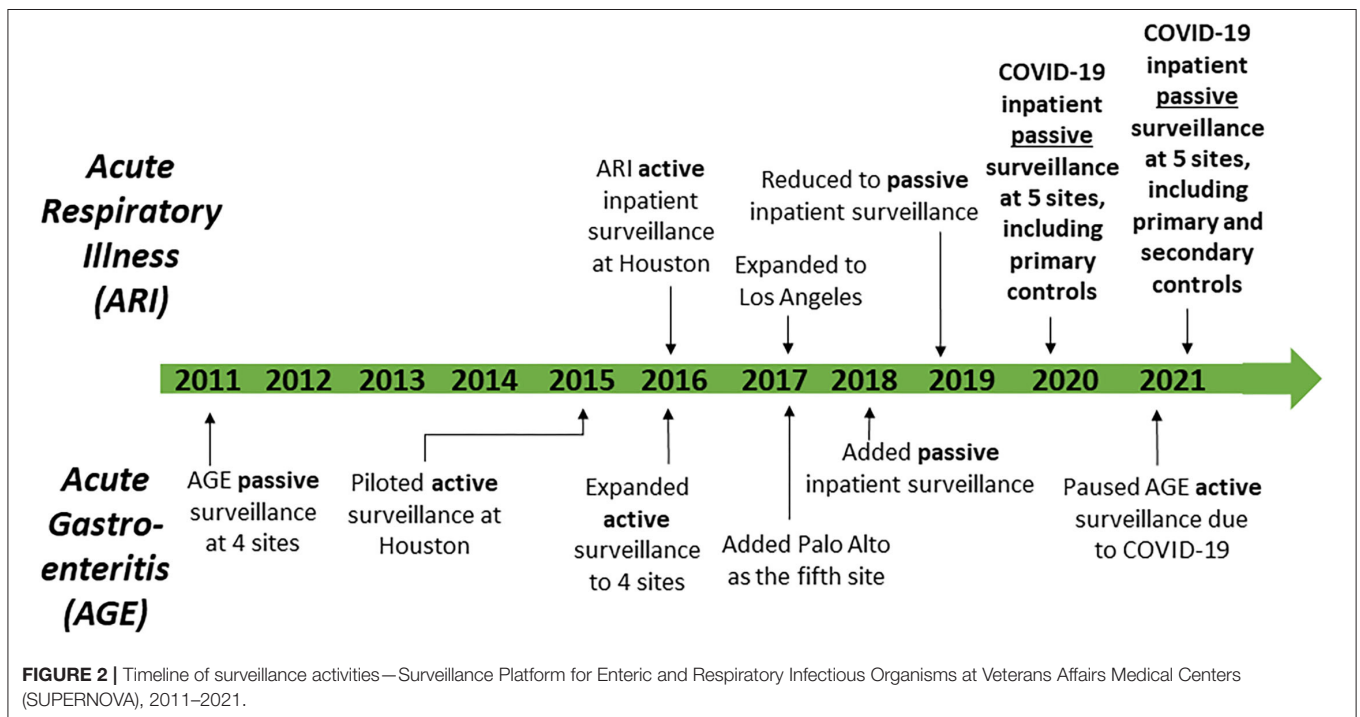 Acute
Respiratory
Illness
(ARI)
ARI active
inpatient
surveillance
at Houston
Expanded to
Los Angeles
Reduced to passive
inpatient surveillance
COVID-19
inpatient
passive
surveillance
at 5 sites,
including
primary
controls
COVID-19
inpatient
passive
surveillance
at 5 sites,
including
primary and
secondary
controls
2011 2012 2013 2014 2015 2016 2017 2018 2019 2020 2021
Acute
Gastro-
enteritis
(AGE)
AGE passive
surveillance
at 4 sites
Piloted active
surveillance at
Houston
Expanded
active
surveillance
to 4 sites
Added Palo Alto
as the fifth site
Added passive
inpatient surveillance
Paused AGE active
surveillance due
to COVID-19
FIGURE 2 | Timeline of surveillance activities—Surveillance Platform for Enteric and Respiratory Infectious Organisms at Veterans Affairs Medical Centers
(SUPERNOVA), 2011–2021.